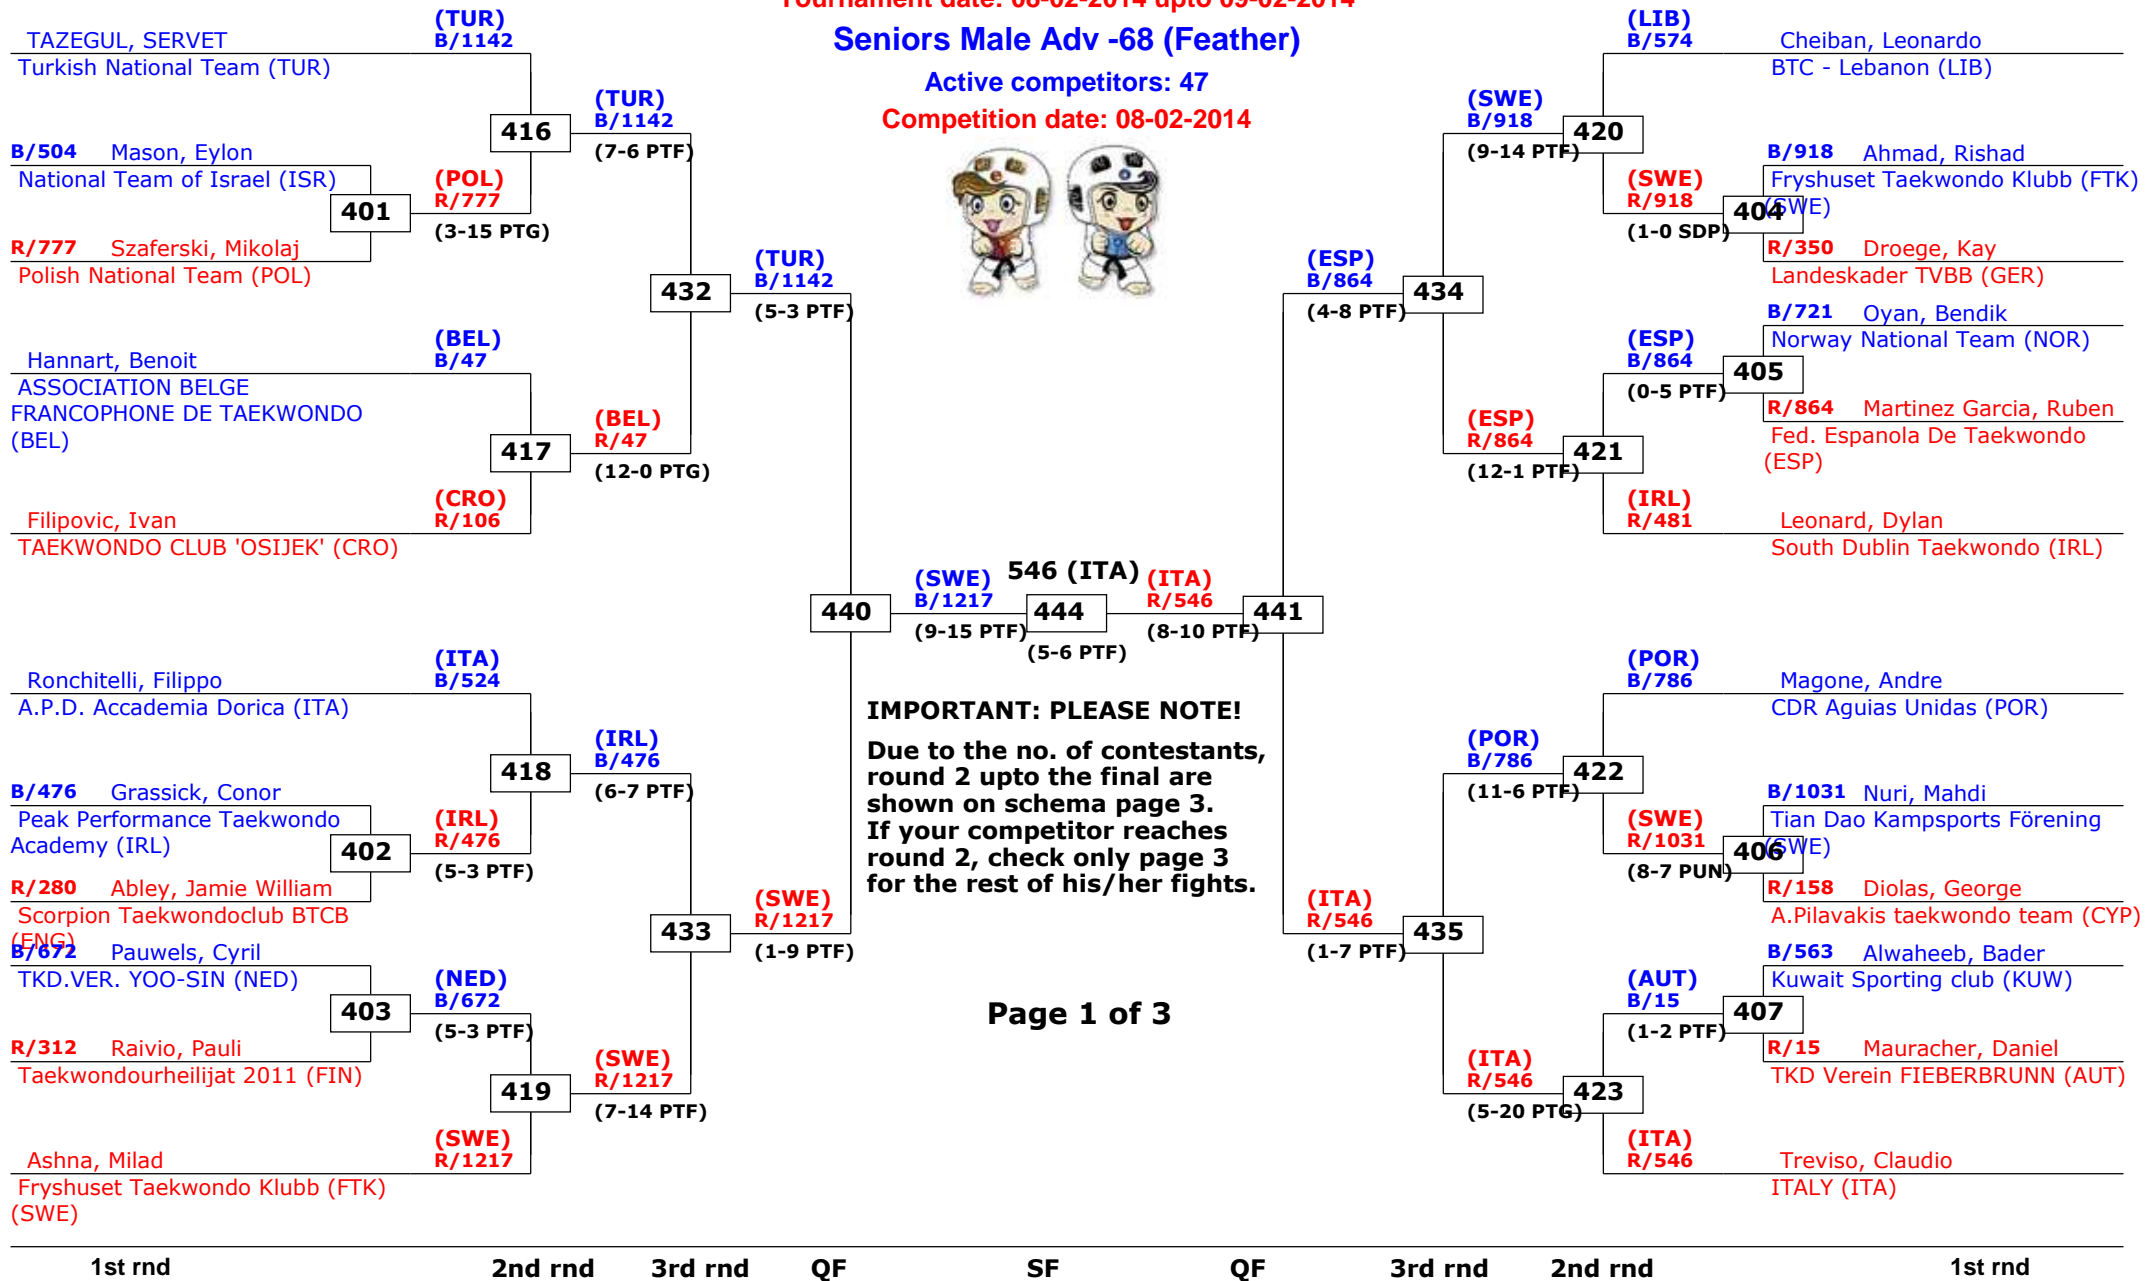 Tournament date: 08-02-2014 upto 09-02-2014
Seniors Male Adv -68 (Feather)
Active competitors: 47
Competition date: 08-02-2014
TAZEGUL, SERVET
Turkish National Team (TUR)
(TUR)
B/1142
416
(TUR)
B/1142
(7-6 PTF)
B/504 Mason, Eylon
National Team of Israel (ISR)
401
(POL)
R/777
(3-15 PTG)
R/777 Szaferski, Mikolaj
Polish National Team (POL)
432
(TUR)
B/1142
(5-3 PTF)
Hannart, Benoit
ASSOCIATION BELGE
FRANCOPHONE DE TAEKWONDO
(BEL)
(BEL)
B/47
417
(BEL)
R/47
(12-0 PTG)
(CRO)
R/106
Filipovic, Ivan
TAEKWONDO CLUB 'OSIJEK' (CRO)
440
(SWE)
B/1217
(9-15 PTF)
546 (ITA)
444
(5-6 PTF)
(ITA)
R/546
(8-10 PTF)
441
Ronchitelli, Filippo
A.P.D. Accademia Dorica (ITA)
(ITA)
B/524
418
(IRL)
B/476
(6-7 PTF)
B/476 Grassick, Conor
Peak Performance Taekwondo
Academy (IRL)
402
(IRL)
R/476
(5-3 PTF)
R/280 Abley, Jamie William
Scorpion Taekwondoclub BTCB
(ENG)
433
(SWE)
R/1217
(1-9 PTF)
B/672 Pauwels, Cyril
TKD.VER. YOO-SIN (NED)
403
(NED)
B/672
(5-3 PTF)
R/312 Raivio, Pauli
Taekwondourheilijat 2011 (FIN)
419
(SWE)
R/1217
(7-14 PTF)
(SWE)
R/1217
Ashna, Milad
Fryshuset Taekwondo Klubb (FTK)
(SWE)
IMPORTANT: PLEASE NOTE!
Due to the no. of contestants,
round 2 upto the final are
shown on schema page 3.
If your competitor reaches
round 2, check only page 3
for the rest of his/her fights.
Page 1 of 3
(LIB)
B/574
Cheiban, Leonardo
BTC - Lebanon (LIB)
(SWE)
B/918
(9-14 PTF)
420
B/918 Ahmad, Rishad
Fryshuset Taekwondo Klubb (FTK)
(SWE)
(SWE)
R/918
(1-0 SDP)
404
R/350 Droege, Kay
Landeskader TVBB (GER)
(ESP)
B/864
(4-8 PTF)
434
B/721 Oyan, Bendik
Norway National Team (NOR)
(ESP)
B/864
(0-5 PTF)
405
R/864 Martinez Garcia, Ruben
Fed. Espanola De Taekwondo
(ESP)
(ESP)
R/864
(12-1 PTF)
421
(IRL)
R/481
Leonard, Dylan
South Dublin Taekwondo (IRL)
(POR)
B/786
Magone, Andre
CDR Aguias Unidas (POR)
(POR)
B/786
(11-6 PTF)
422
B/1031 Nuri, Mahdi
Tian Dao Kampsports Förening
(SWE)
(SWE)
R/1031
(8-7 PUN)
406
R/158 Diolas, George
A.Pilavakis taekwondo team (CYP)
(ITA)
R/546
(1-7 PTF)
435
B/563 Alwaheeb, Bader
Kuwait Sporting club (KUW)
(AUT)
B/15
(1-2 PTF)
407
R/15 Mauracher, Daniel
TKD Verein FIEBERBRUNN (AUT)
(ITA)
R/546
(5-20 PTG)
423
(ITA)
R/546
Treviso, Claudio
ITALY (ITA)
1st rnd 2nd rnd 3rd rnd QF SF QF 3rd rnd 2nd rnd 1st rnd